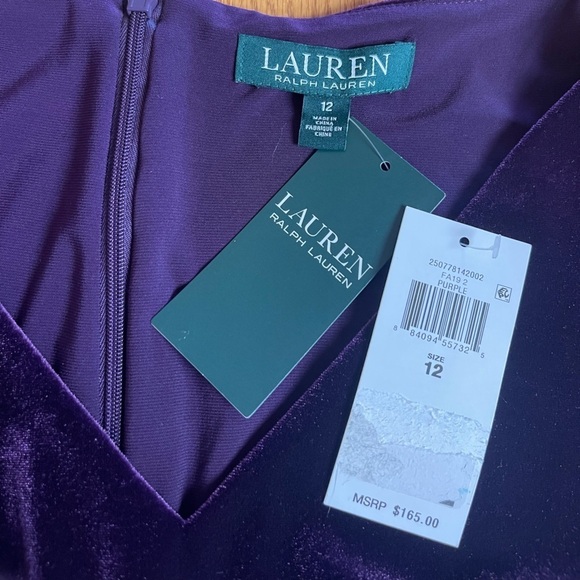 LAUREN
RALPH LAUREN
12
MADE IN
CHINA
FABRIQUÉ EN
CHINE
LAUREN
RALPH LAUREN
250778142002
FA19 2
PURPLE
8 84094 55732 5
SIZE
12
MSRP $165.00